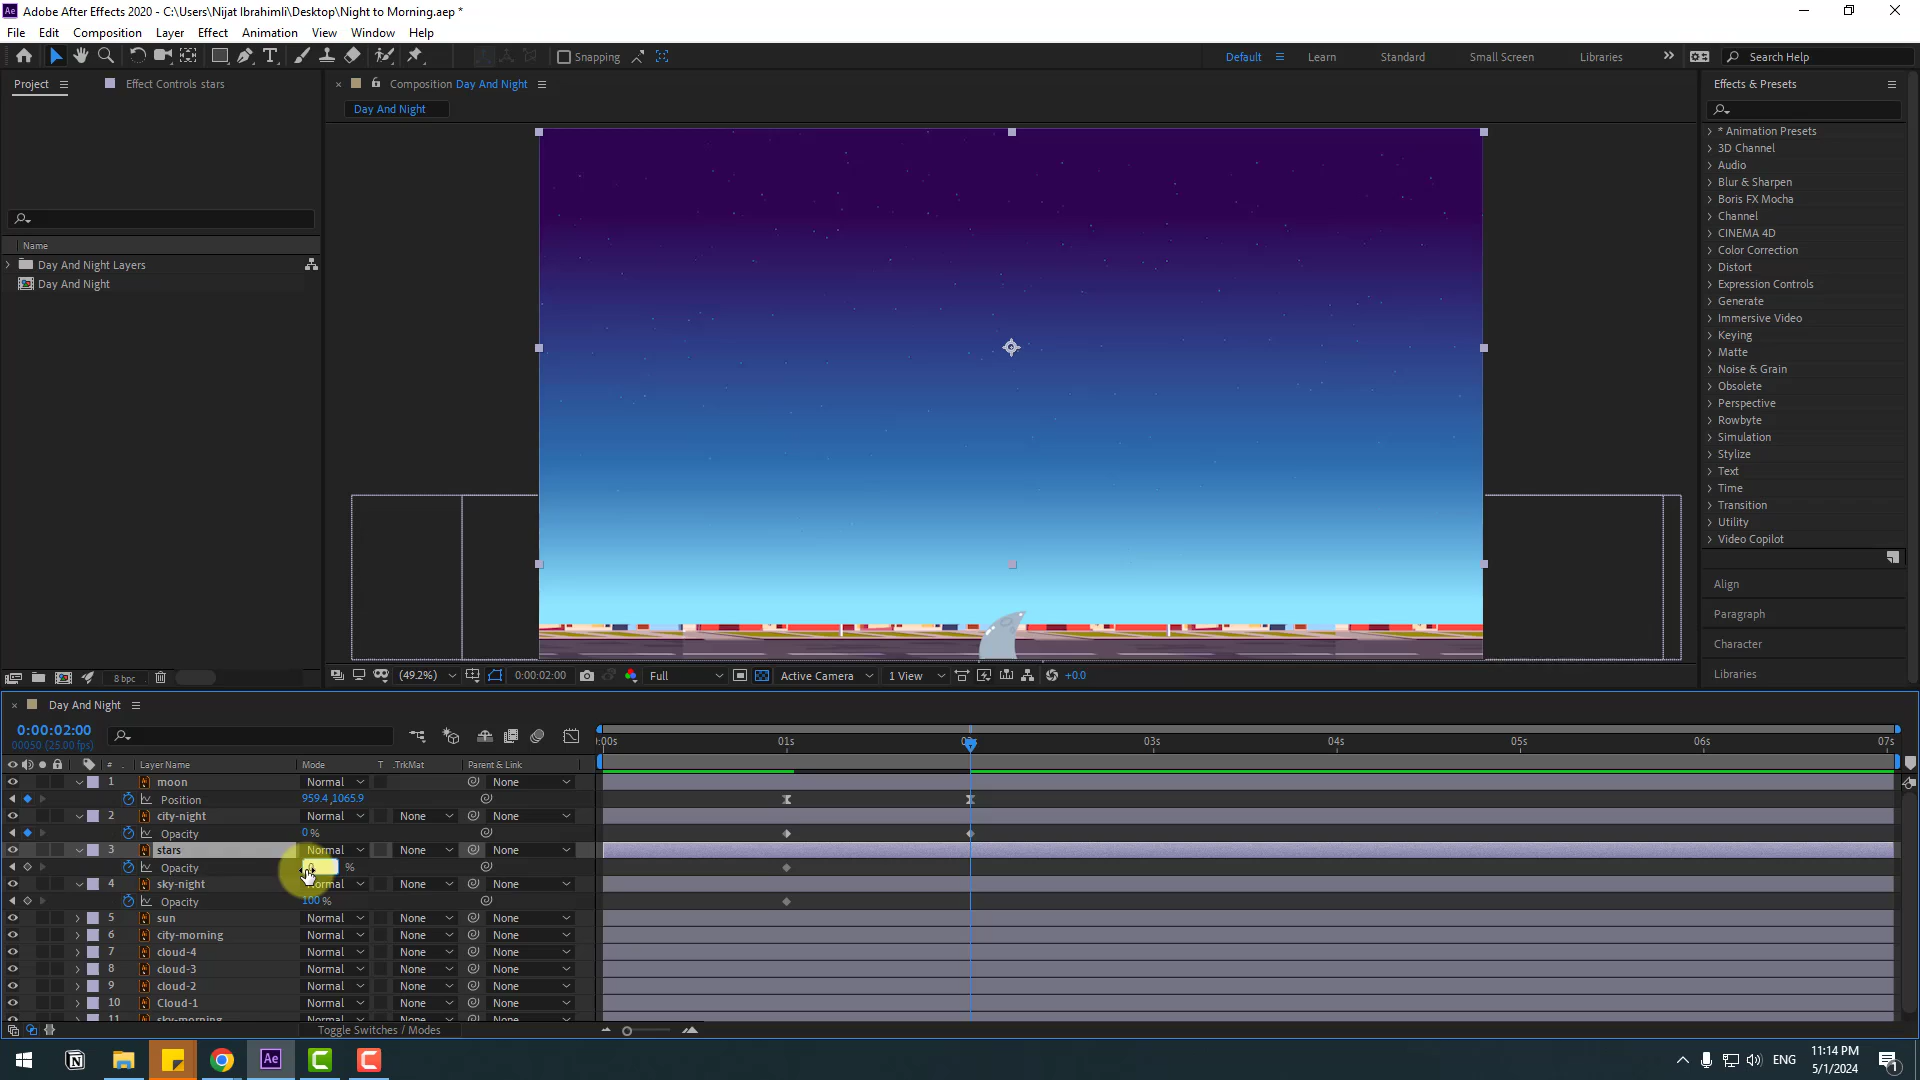 Adobe After Effects 2020 - C:\Users\Nijat Ibrahimli\Desktop\Night to Morning.aep *
File Edit Composition Layer Effect Animation View Window Help
Snapping Default Learn Standard Small Screen Libraries Search Help
Project Effect Controls stars Composition Day And Night Effects & Presets
Day And Night
* Animation Presets
3D Channel
Audio
Blur & Sharpen
Boris FX Mocha
Channel
CINEMA 4D
Color Correction
Distort
Expression Controls
Generate
Immersive Video
Keying
Matte
Noise & Grain
Obsolete
Perspective
Rowbyte
Simulation
Stylize
Text
Time
Transition
Utility
Video Copilot
Align
Paragraph
Character
Libraries
Name
Day And Night Layers
Day And Night
8 bpc
(49.2%) 0:00:02:00 Full Active Camera 1 View +0.0
Day And Night
0:00:02:00
00050 (25.00 fps)
:00s 01s 03s 04s 05s 06s 07s
# Layer Name Mode T .TrkMat Parent & Link
1 moon Normal None
Position 959.4,1065.9
2 city-night Normal None None
Opacity 0 %
3 stars Normal None None
Opacity %
4 sky-night Normal None None
Opacity 100 %
5 sun Normal None None
6 city-morning Normal None None
7 cloud-4 Normal None None
8 cloud-3 Normal None None
9 cloud-2 Normal None None
10 Cloud-1 Normal None None
11 sky-morning
Toggle Switches / Modes
Ae ENG 11:14 PM
5/1/2024
1